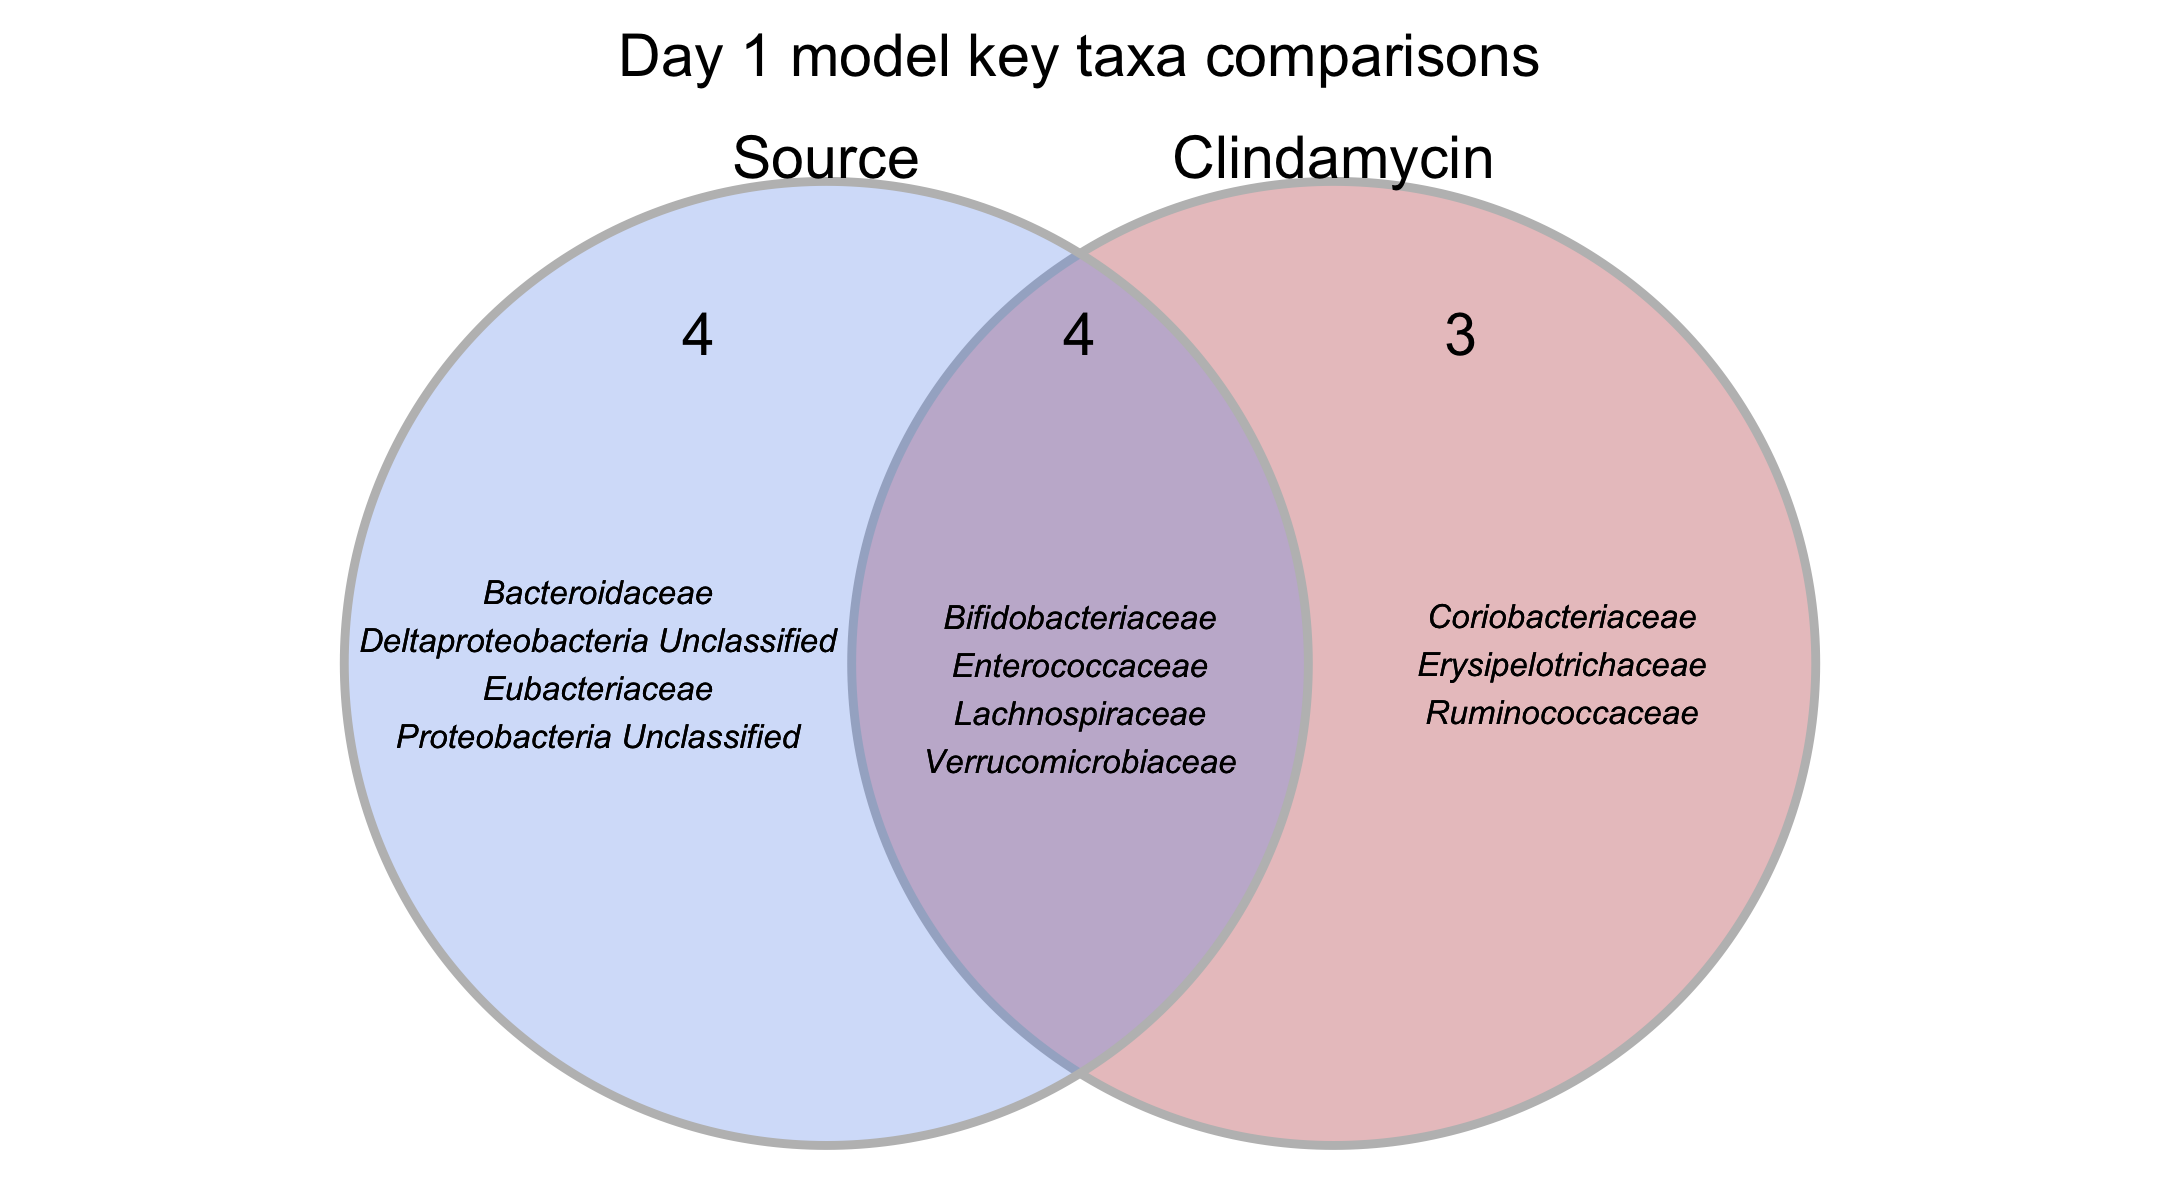 Day 1 model key taxa comparisons
Source
Clindamycin
4
4
3
Bacteroidaceae
Deltaproteobacteria Unclassified
Eubacteriaceae
Proteobacteria Unclassified
Bifidobacteriaceae
Enterococcaceae
Lachnospiraceae
Verrucomicrobiaceae
Coriobacteriaceae
Erysipelotrichaceae
Ruminococcaceae